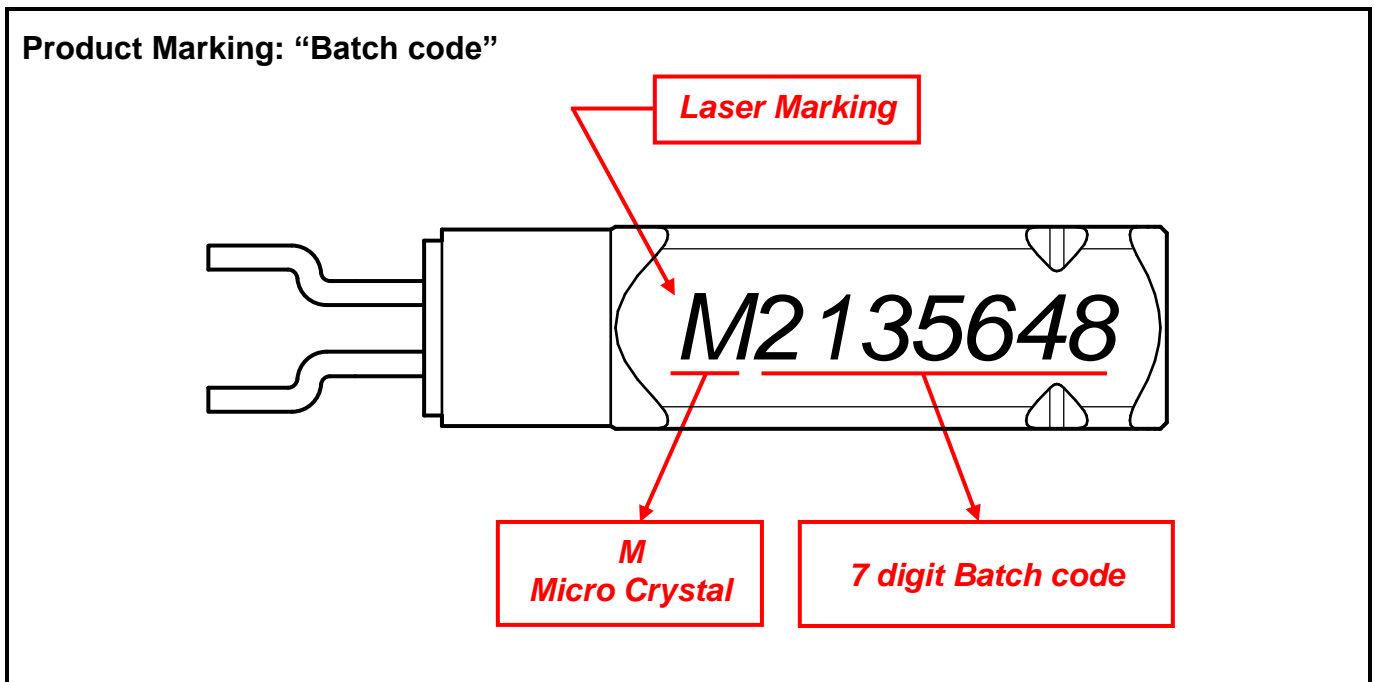 Product Marking: “Batch code”
Laser Marking
M2135648
M
Micro Crystal
7 digit Batch code